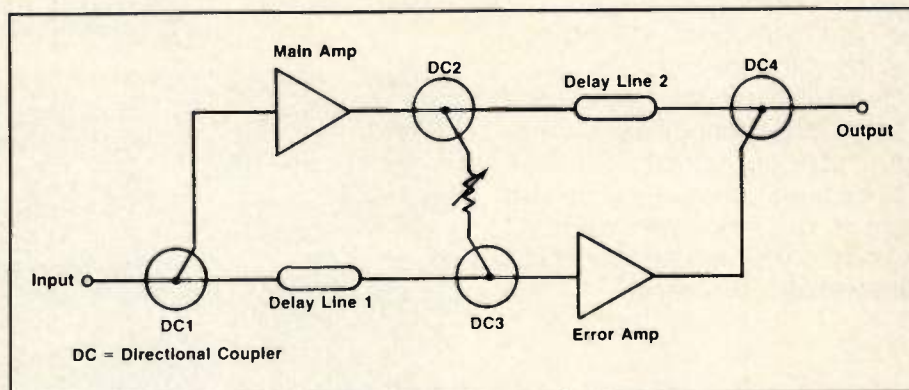 Main Amp
DC2
DC4
Delay Line 2
Output
Input
Delay Line 1
DC1
DC3
Error Amp
DC = Directional Coupler